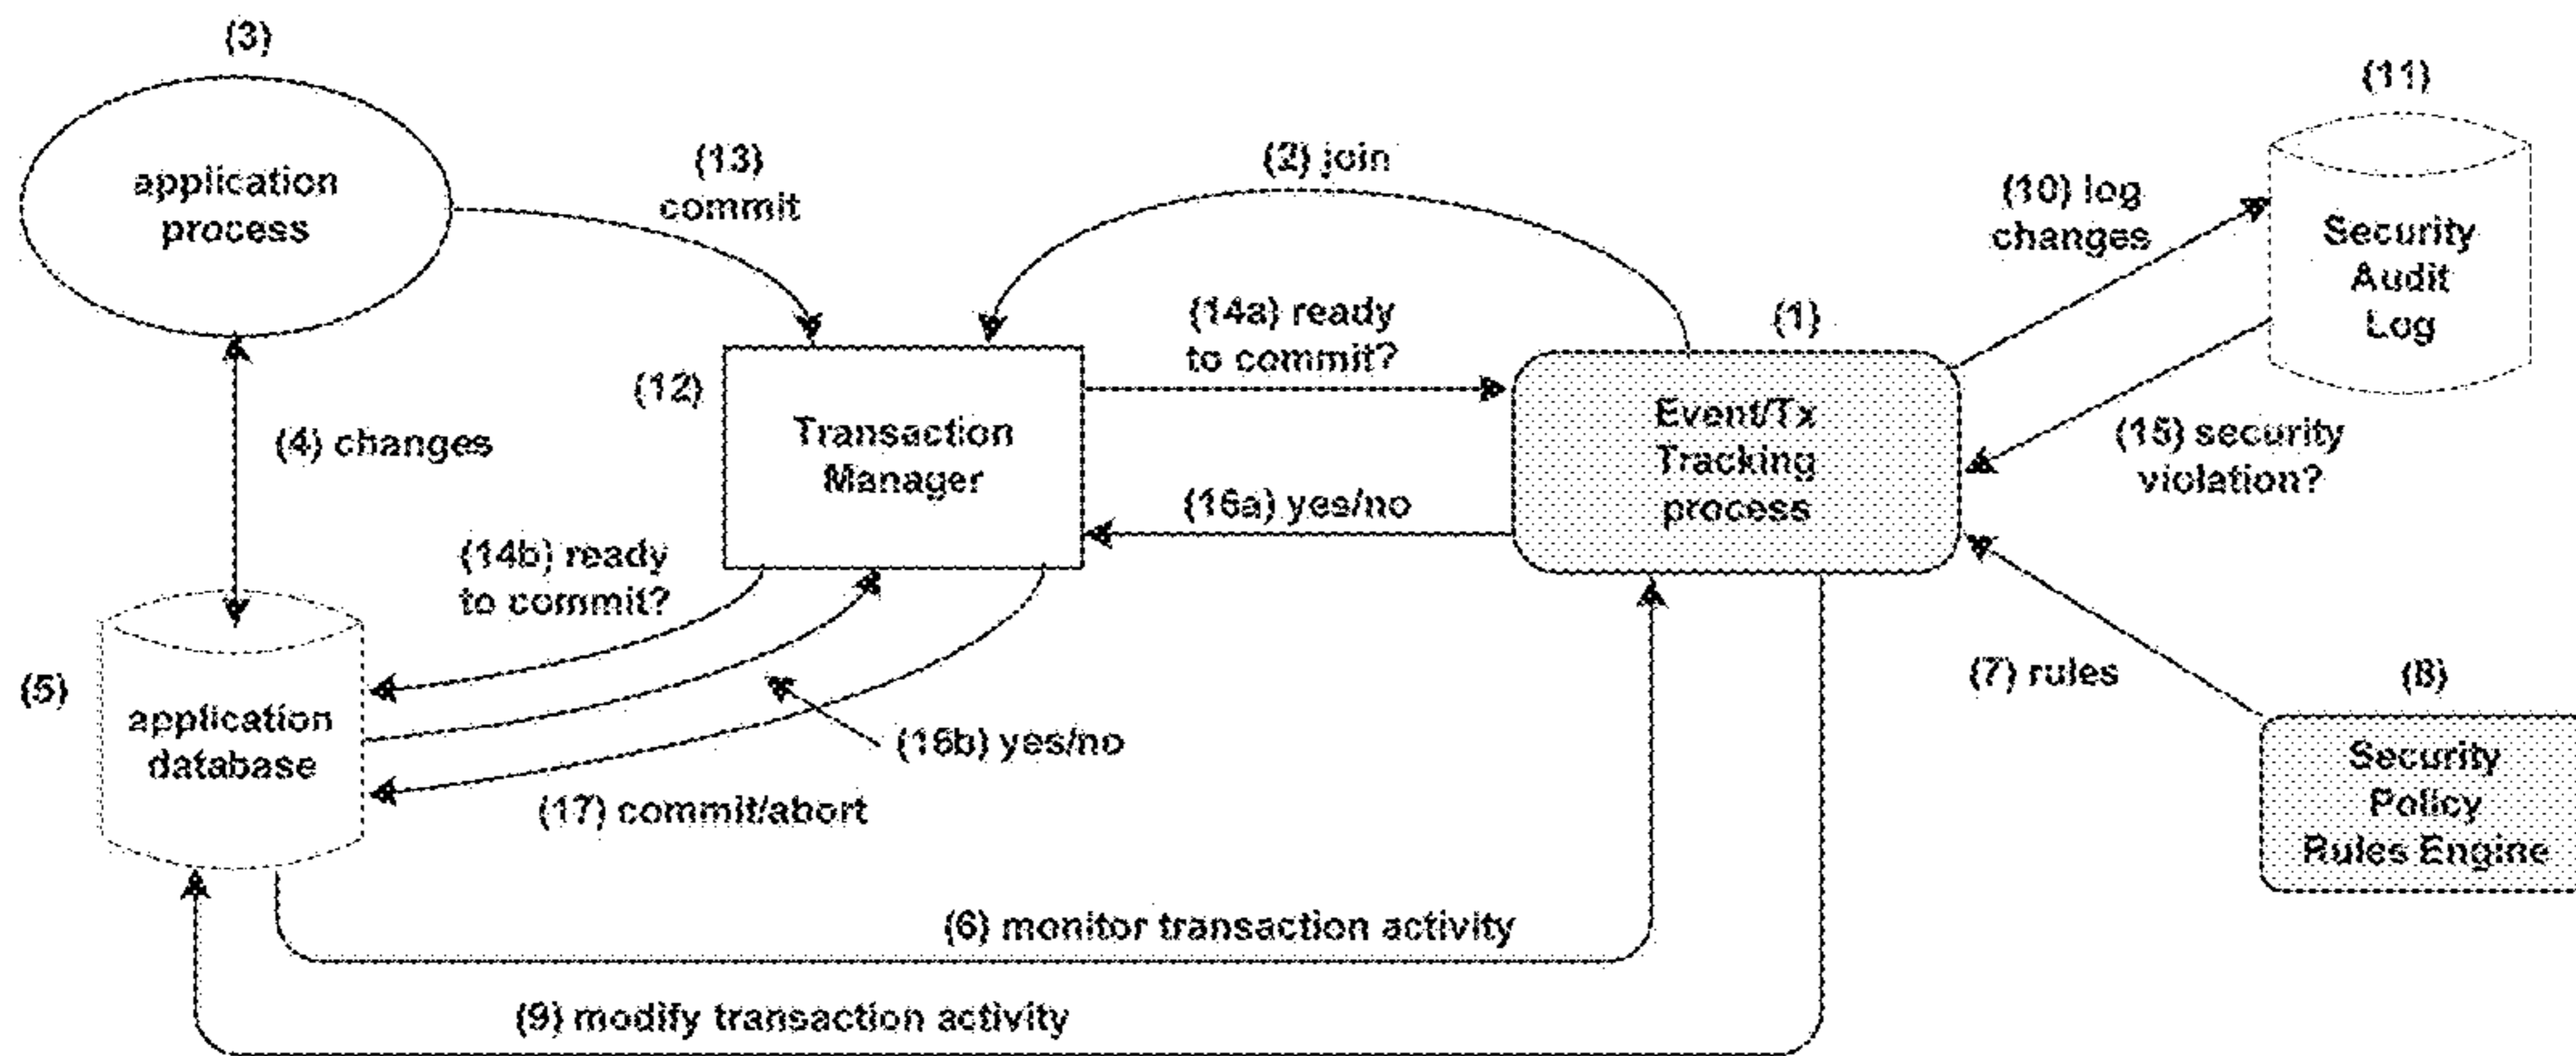 (3)
application
process
(13)
commit
(2) join
(11)
(10) log
changes
Security
Audit
Log
(4) changes
(12)
Transaction
Manager
(14a) ready
to commit?
(1)
Event/Tx
Tracking
process
(15) security
violation?
(16a) yes/no
(14b) ready
to commit?
(5)
application
database
(16b) yes/no
(17) commit/abort
(7) rules
(8)
Security
Policy
Rules Engine
(6) monitor transaction activity
(9) modify transaction activity